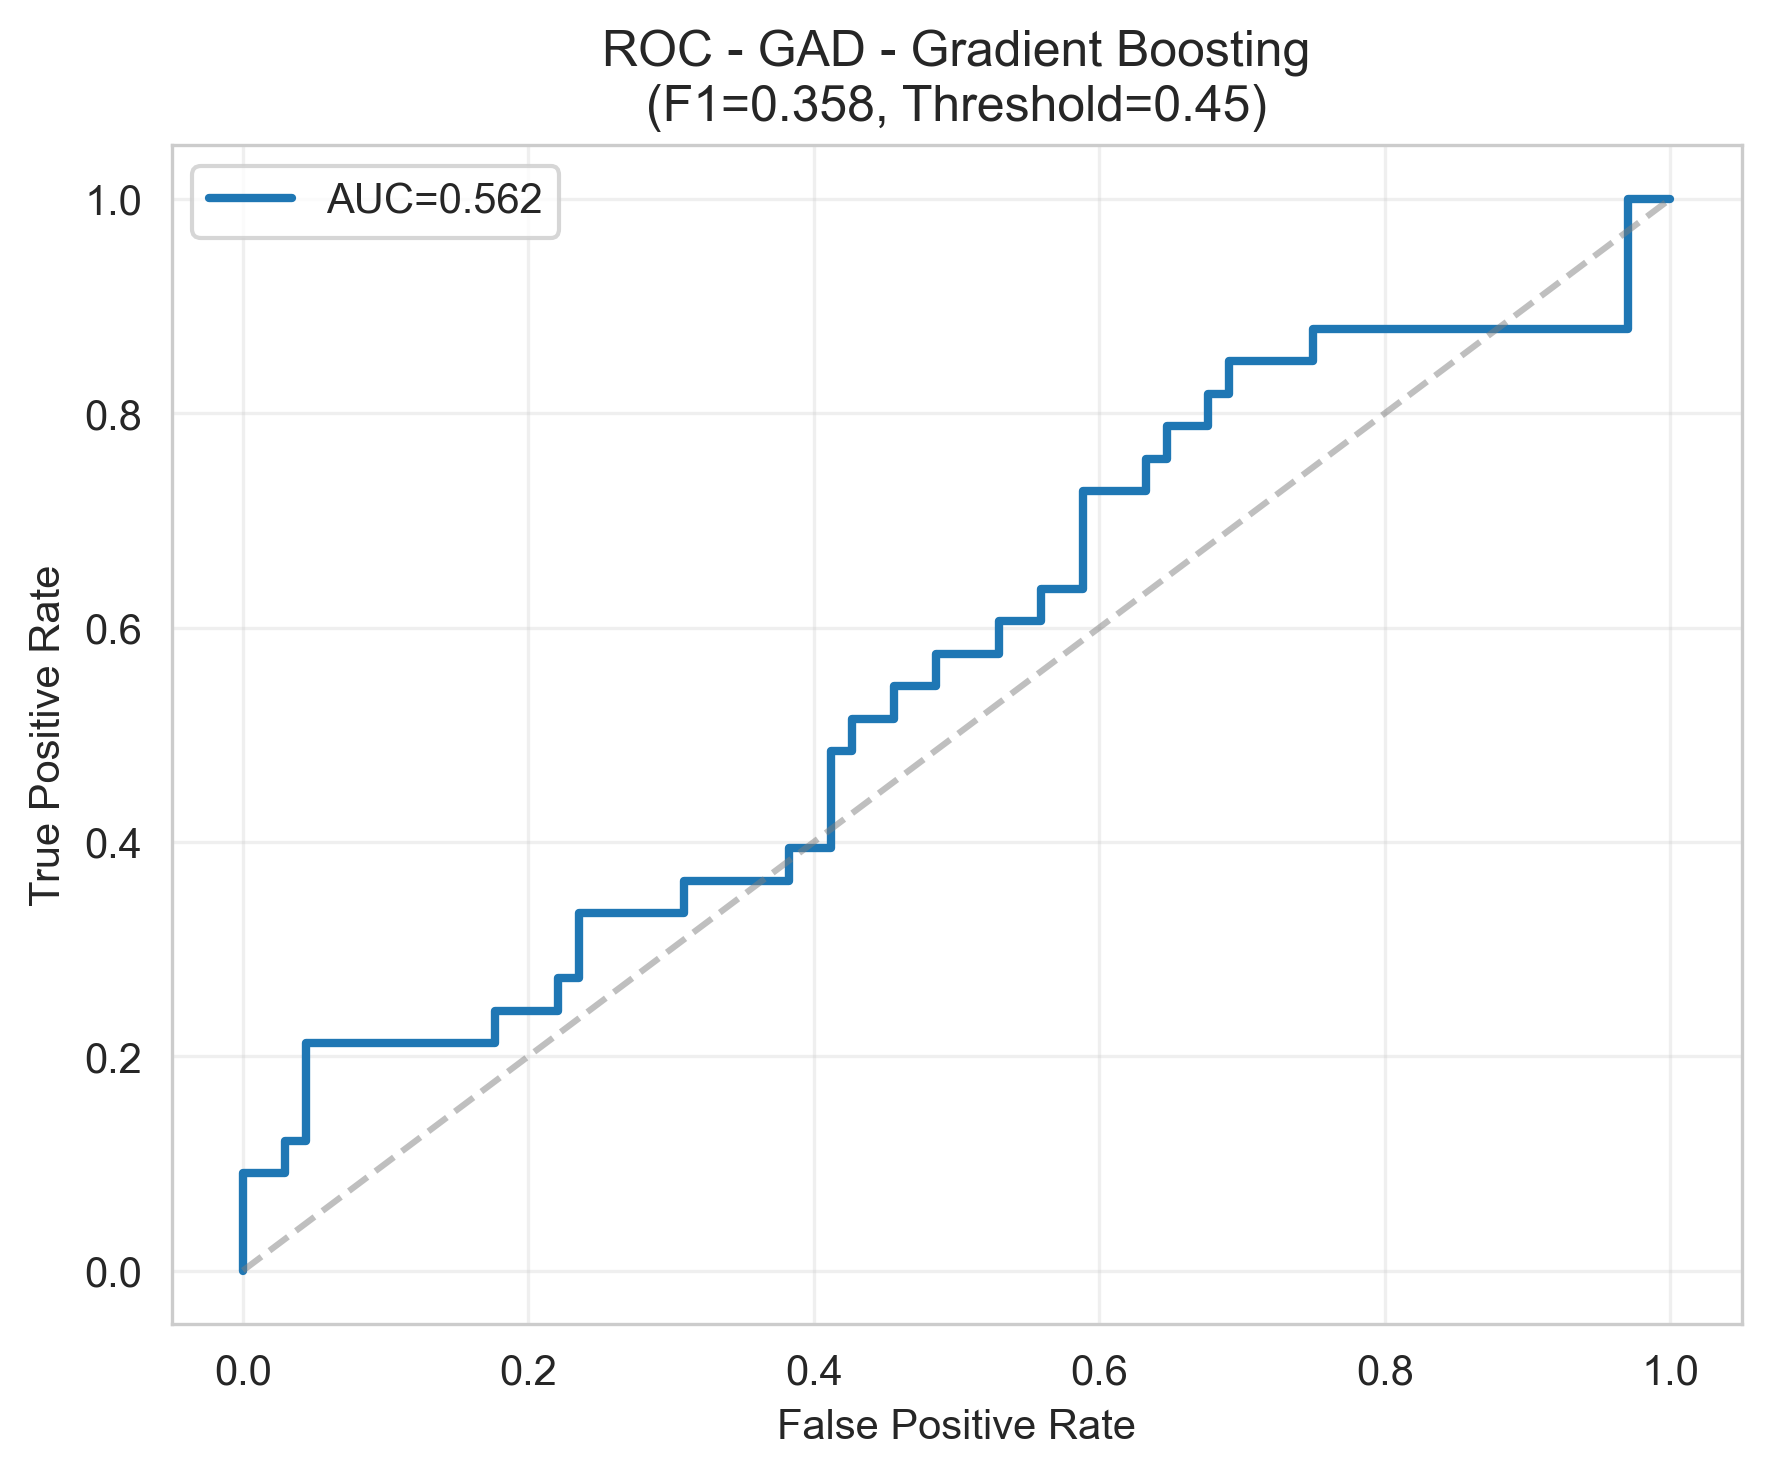 ROC - GAD - Gradient Boosting
(F1=0.358, Threshold=0.45)
AUC=0.562
1.0
0.8
0.6
0.4
0.2
0.0
True Positive Rate
0.0 0.2 0.4 0.6 0.8 1.0
False Positive Rate